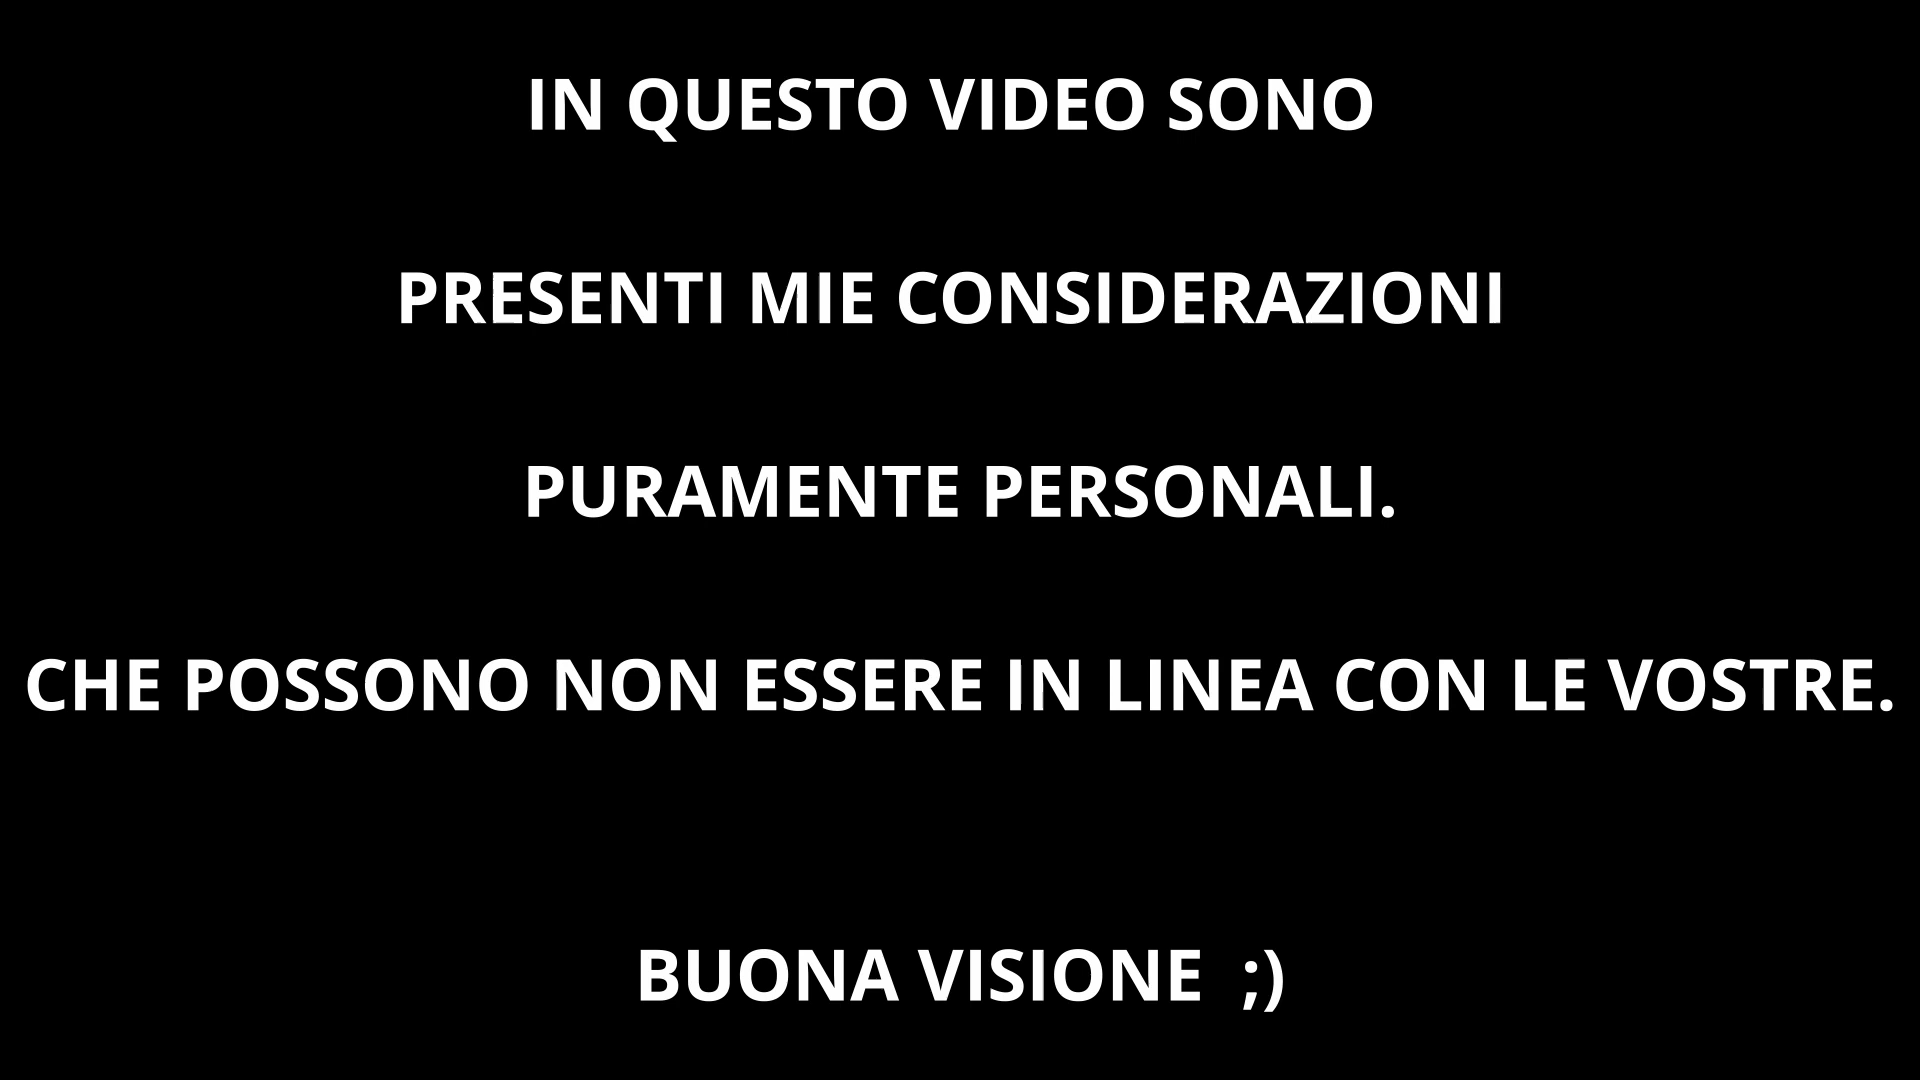 IN QUESTO VIDEO SONO
PRESENTI MIE CONSIDERAZIONI
PURAMENTE PERSONALI.
CHE POSSONO NON ESSERE IN LINEA CON LE VOSTRE.
BUONA VISIONE  ;)